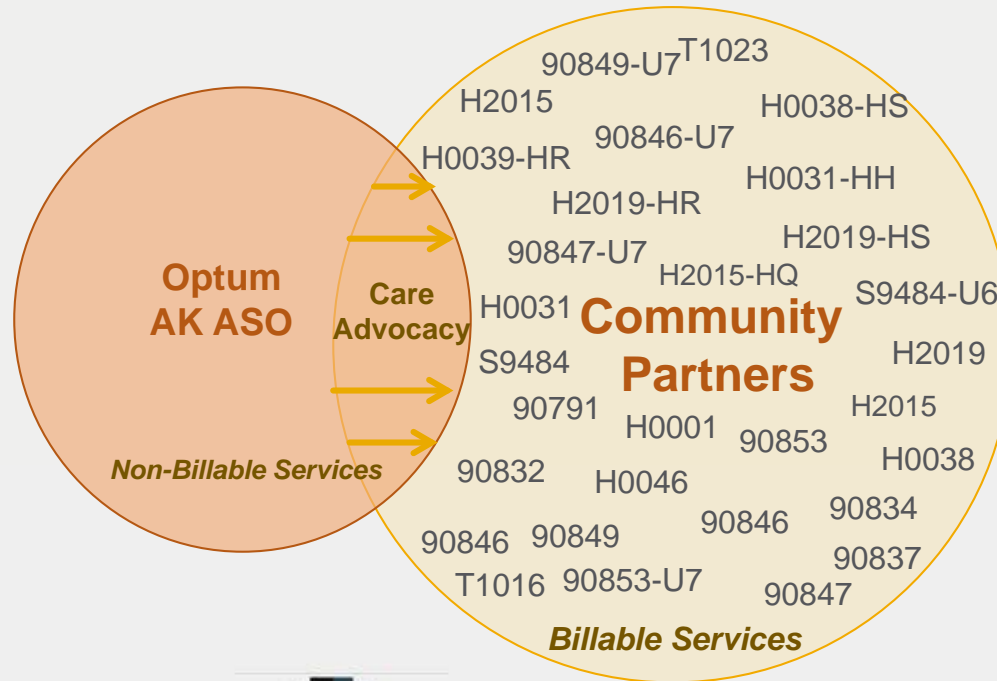 90849-U7
T1023
H2015
H0038-HS
90846-U7
H0039-HR
H0031-HH
H2019-HR
H2019-HS
90847-U7
H2015-HQ
Optum
AK ASO
Care
Advocacy
H0031
S9484-U6
Community
Partners
S9484
H2019
90791
H2015
H0001
90853
Non-Billable Services
90832
H0046
H0038
90834
90846
90849
90846
90837
T1016
90853-U7
90847
Billable Services